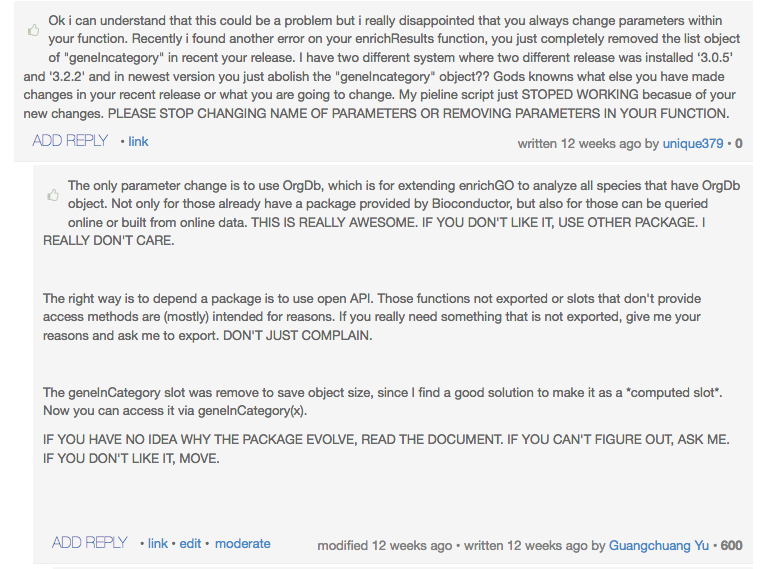 Ok i can understand that this could be a problem but i really disappointed that you always change parameters within
your function. Recently i found another error on your enrichResults function, you just completely removed the list object
of "geneIncategory" in recent your release. I have two different system where two different release was installed ‘3.0.5’
and '3.2.2' and in newest version you just abolish the "geneIncategory" object?? Gods knowns what else you have made
changes in your recent release or what you are going to change. My pieline script just STOPED WORKING becasue of your
new changes. PLEASE STOP CHANGING NAME OF PARAMETERS OR REMOVING PARAMETERS IN YOUR FUNCTION.
ADD REPLY • link written 12 weeks ago by unique379 • 0
The only parameter change is to use OrgDb, which is for extending enrichGO to analyze all species that have OrgDb
object. Not only for those already have a package provided by Bioconductor, but also for those can be queried
online or built from online data. THIS IS REALLY AWESOME. IF YOU DON'T LIKE IT, USE OTHER PACKAGE. I
REALLY DON'T CARE.
The right way is to depend a package is to use open API. Those functions not exported or slots that don't provide
access methods are (mostly) intended for reasons. If you really need something that is not exported, give me your
reasons and ask me to export. DON'T JUST COMPLAIN.
The geneInCategory slot was remove to save object size, since I find a good solution to make it as a *computed slot*.
Now you can access it via geneInCategory(x).
IF YOU HAVE NO IDEA WHY THE PACKAGE EVOLVE, READ THE DOCUMENT. IF YOU CAN'T FIGURE OUT, ASK ME.
IF YOU DON'T LIKE IT, MOVE.
ADD REPLY • link • edit • moderate modified 12 weeks ago • written 12 weeks ago by Guangchuang Yu • 600